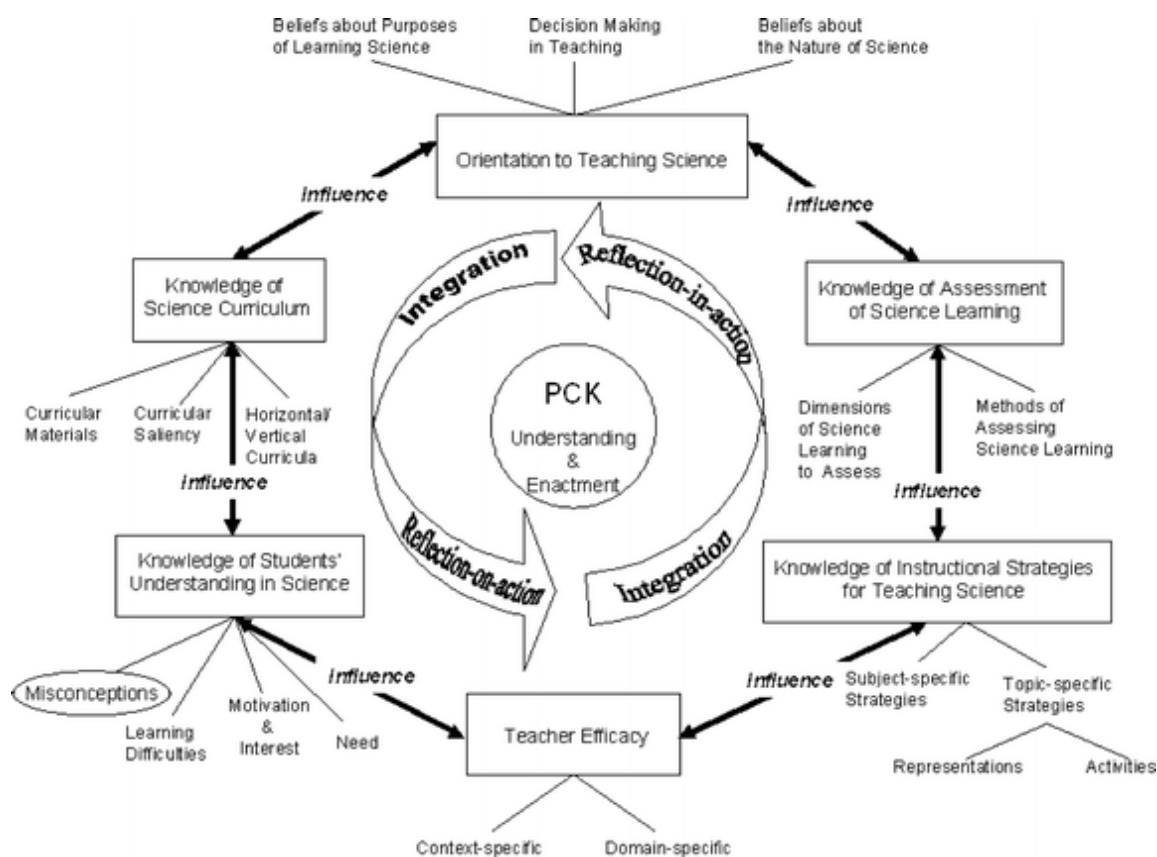 Beliefs about Purposes
of Learning Science
Decision Making
in Teaching
Beliefs about
the Nature of Science
Orientation to Teaching Science
Influence
Influence
Knowledge of
Science Curriculum
Integration
Reflection-in-action
Knowledge of Assessment
of Science Learning
Curricular
Materials
Curricular
Saliency
Horizontal/
Vertical
Curricula
PCK
Understanding
&
Enactment
Dimensions
of Science
Learning
to Assess
Methods of
Assessing
Science Learning
Influence
Influence
Knowledge of Students'
Understanding in Science
Reflection-on-action
Integration
Knowledge of Instructional Strategies
for Teaching Science
Misconceptions
Learning
Difficulties
Motivation
&
Interest
Need
Influence
Teacher Efficacy
Influence
Subject-specific
Strategies
Topic-specific
Strategies
Representations
Activities
Context-specific
Domain-specific